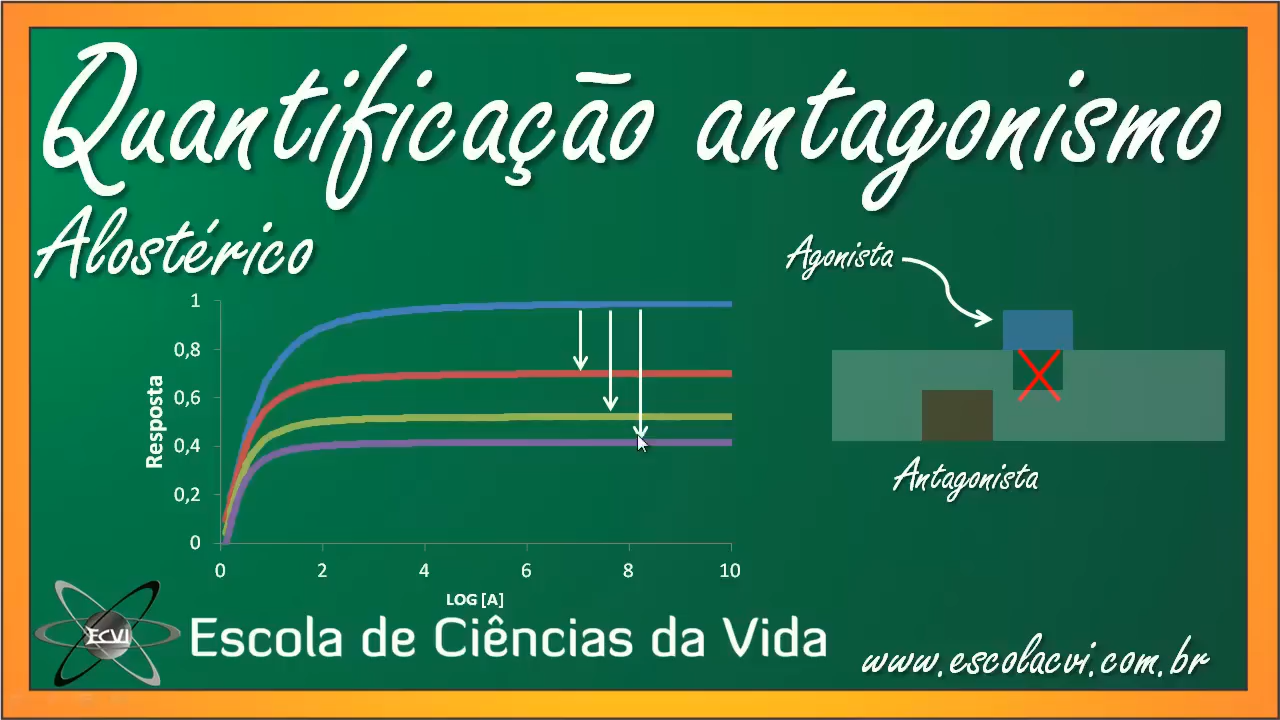 Quantificação antagonismo
Alostérico
Agonista
1
0,8
0,6
0,4
0,2
0
Resposta
0 2 4 6 8 10
LOG [A]
Antagonista
ECVI
Escola de Ciências da Vida
www.escolacvi.com.br